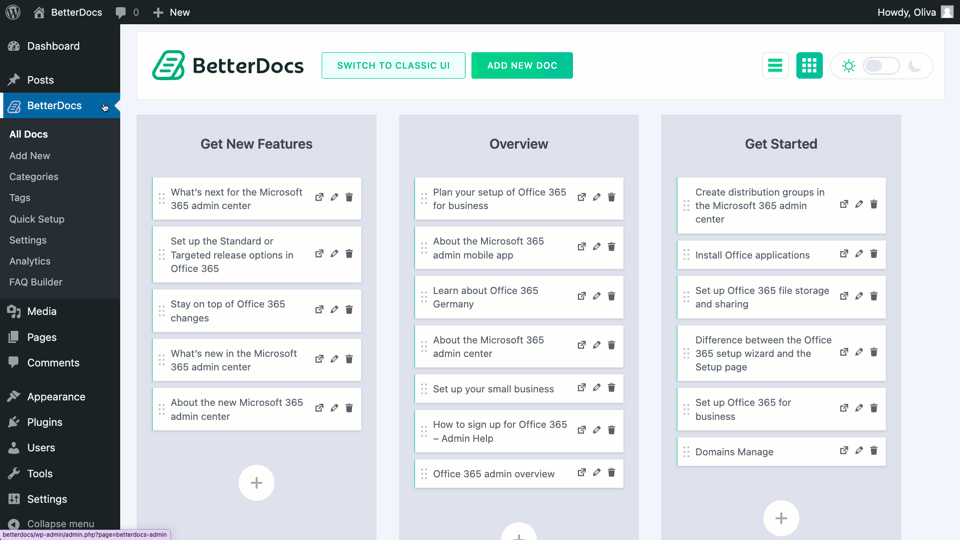 BetterDocs
0
New
Howdy, Oliva
Dashboard
Posts
BetterDocs
All Docs
Add New
Categories
Tags
Quick Setup
Settings
Analytics
FAQ Builder
Media
Pages
Comments
Appearance
Plugins
Users
Tools
Settings
Collapse menu
betterdocs/wp-admin/admin.php?page=betterdocs-admin
BetterDocs
SWITCH TO CLASSIC UI
ADD NEW DOC
Get New Features
What's next for the Microsoft
365 admin center
Set up the Standard or
Targeted release options in
Office 365
Stay on top of Office 365
changes
What's new in the Microsoft
365 admin center
About the new Microsoft 365
admin center
Overview
Plan your setup of Office 365
for business
About the Microsoft 365
admin mobile app
Learn about Office 365
Germany
About the Microsoft 365
admin center
Set up your small business
How to sign up for Office 365
– Admin Help
Office 365 admin overview
Get Started
Create distribution groups in
the Microsoft 365 admin
center
Install Office applications
Set up Office 365 file storage
and sharing
Difference between the Office
365 setup wizard and the
Setup page
Set up Office 365 for
business
Domains Manage